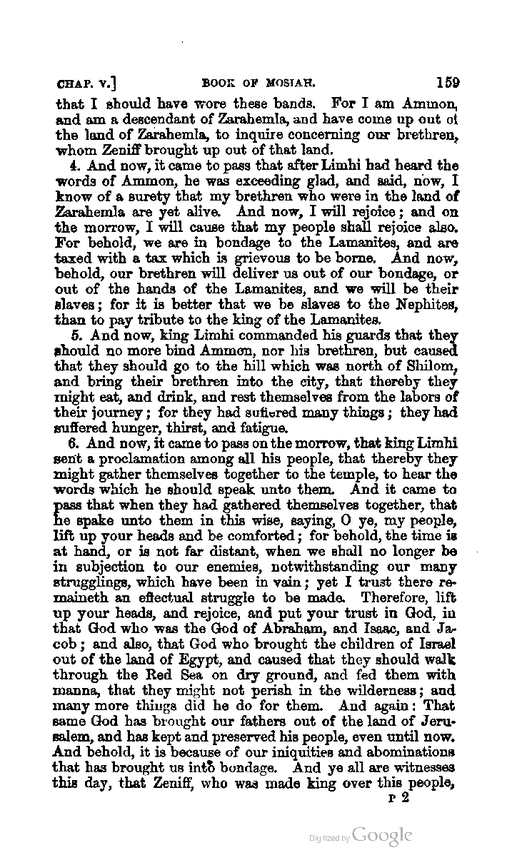 CHAP. V.] BOOK OF MOSIAH. 159
that I should have wore these bands. For I am Ammon,
and am a descendant of Zarahemla, and have come up out of
the land of Zarahemla, to inquire concerning our brethren,
whom Zeniff brought up out of that land.
4. And now, it came to pass that after Limhi had heard the
words of Ammon, he was exceeding glad, and said, now, I
know of a surety that my brethren who were in the land of
Zarahemla are yet alive. And now, I will rejoice; and on
the morrow, I will cause that my people shall rejoice also.
For behold, we are in bondage to the Lamanites, and are
taxed with a tax which is grievous to be borne. And now,
behold, our brethren will deliver us out of our bondage, or
out of the hands of the Lamanites, and we will be their
slaves; for it is better that we be slaves to the Nephites,
than to pay tribute to the king of the Lamanites.
5. And now, king Limhi commanded his guards that they
should no more bind Ammon, nor his brethren, but caused
that they should go to the hill which was north of Shilom,
and bring their brethren into the city, that thereby they
might eat, and drink, and rest themselves from the labors of
their journey; for they had suffered many things; they had
suffered hunger, thirst, and fatigue.
6. And now, it came to pass on the morrow, that king Limhi
sent a proclamation among all his people, that thereby they
might gather themselves together to the temple, to hear the
words which he should speak unto them. And it came to
pass that when they had gathered themselves together, that
he spake unto them in this wise, saying, O ye, my people,
lift up your heads and be comforted; for behold, the time is
at hand, or is not far distant, when we shall no longer be
in subjection to our enemies, notwithstanding our many
strugglings, which have been in vain; yet I trust there re-
maineth an effectual struggle to be made. Therefore, lift
up your heads, and rejoice, and put your trust in God, in
that God who was the God of Abraham, and Isaac, and Ja-
cob; and also, that God who brought the children of Israel
out of the land of Egypt, and caused that they should walk
through the Red Sea on dry ground, and fed them with
manna, that they might not perish in the wilderness; and
many more things did he do for them. And again: That
same God has brought our fathers out of the land of Jeru-
salem, and has kept and preserved his people, even until now.
And behold, it is because of our iniquities and abominations
that has brought us into bondage. And ye all are witnesses
this day, that Zeniff, who was made king over this people,
P 2
Digitized by Google